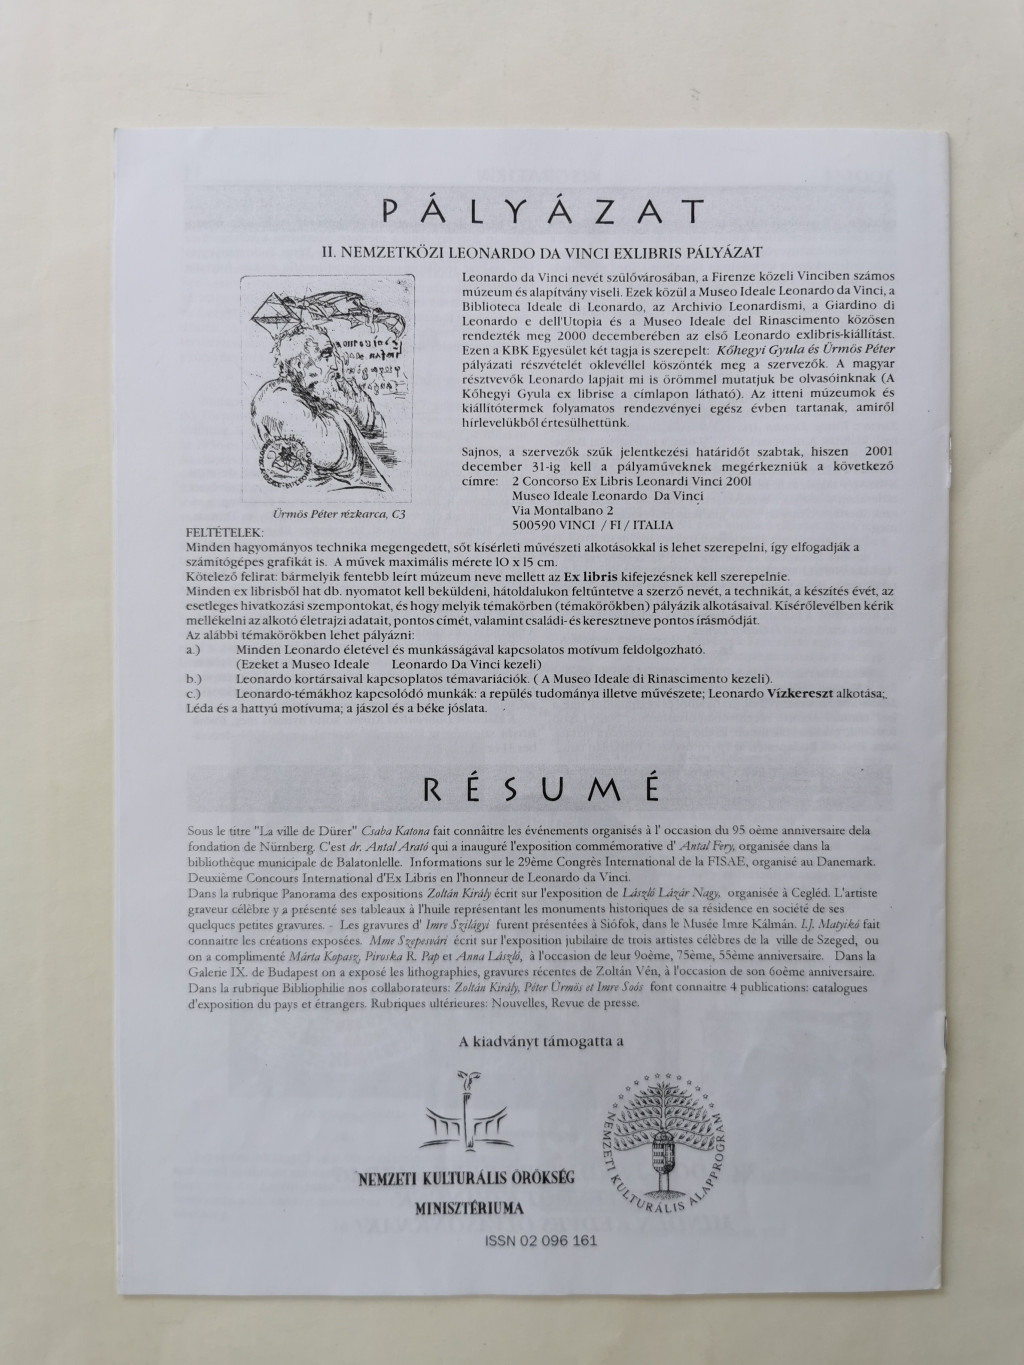 PÁLYÁZAT
II. NEMZETKÖZI LEONARDO DA VINCI EXLIBRIS PÁLYÁZAT
Leonardo da Vinci nevét szülővárosában, a Firenze közeli Vinciben számos
múzeum és alapítvány viseli. Ezek közül a Museo Ideale Leonardo da Vinci, a
Biblioteca Ideale di Leonardo, az Archivio Leonardismi, a Giardino di
Leonardo e dell'Utopia és a Museo Ideale del Rinascimento közösen
rendezték meg 2000 decemberében az első Leonardo exlibris-kiállítást.
Ezen a KBK Egyesület két tagja is szerepelt: Kőhegyi Gyula és Ürmös Péter
pályázati részvételét oklevéllel köszönték meg a szervezők. A magyar
résztvevők Leonardo lapjait mi is örömmel mutatjuk be olvasóinknak (A
Kőhegyi Gyula ex librise a címlapon látható). Az itteni múzeumok és
kiállítótermek folyamatos rendezvényei egész évben tartanak, amiről
hírlevelükből értesülhettünk.
Sajnos, a szervezők szűk jelentkezési határidőt szabtak, hiszen 2001
december 31-ig kell a pályaműveknek megérkezniük a következő
címre: 2 Concorso Ex Libris Leonardi Vinci 2001
Museo Ideale Leonardo Da Vinci
Via Montalbano 2
500590 VINCI / FI / ITALIA
Ürmös Péter rézkarca, C3
FELTÉTELEK:
Minden hagyományos technika megengedett, sőt kísérleti művészeti alkotásokkal is lehet szerepelni, így elfogadják a
számítógépes grafikát is. A művek maximális mérete 10 x 15 cm.
Kötelező felirat: bármelyik fentebb leírt múzeum neve mellett az Ex libris kifejezésnek kell szerepelnie.
Minden ex librisből hat db. nyomatot kell beküldeni, hátoldalukon feltüntetve a szerző nevét, a technikát, a készítés évét, az
esetleges hivatkozási szempontokat, és hogy melyik témakörben (témakörökben) pályázik alkotásaival. Kísérőlevélben kérik
mellékelni az alkotó életrajzi adatait, pontos címét, valamint családi- és keresztneve pontos írásmódját.
Az alábbi témakörökben lehet pályázni:
a.) Minden Leonardo életével és munkásságával kapcsolatos motívum feldolgozható.
(Ezeket a Museo Ideale Leonardo Da Vinci kezeli)
b.) Leonardo kortársaival kapcsoplatos témavariációk. ( A Museo Ideale di Rinascimento kezeli).
c.) Leonardo-témákhoz kapcsolódó munkák: a repülés tudománya illetve művészete; Leonardo Vízkereszt alkotása;.
Léda és a hattyú motívuma; a jászol és a béke jóslata.
RÉSUMÉ
Sous le titre "La ville de Dürer" Csaba Katona fait connâitre les événements organisés à l' occasion du 95 oème anniversaire dela
fondation de Nürnberg. C'est dr. Antal Arató qui a inauguré l'exposition commémorative d' Antal Fery, organisée dans la
bibliothèque municipale de Balatonlelle. Informations sur le 29ème Congrès International de la FISAE, organisé au Danemark.
Deuxième Concours International d'Ex Libris en l'honneur de Leonardo da Vinci.
Dans la rubrique Panorama des expositions Zoltán Király écrit sur l'exposition de László Lázár Nagy, organisée à Cegléd. L'artiste
graveur célèbre y a présenté ses tableaux à l'huile représentant les monuments historiques de sa résidence en société de ses
quelques petites gravures. - Les gravures d' Imre Szilágyi furent présentées à Siófok, dans le Musée Imre Kálmán. I.J. Matyikó fait
connaitre les créations exposées. Mme Szepesvári écrit sur l'exposition jubilaire de trois artistes célèbres de la ville de Szeged, ou
on a complimenté Márta Kopasz, Piroska R. Pap et Anna László, à l'occasion de leur 90ème, 75ème, 55ème anniversaire. Dans la
Galerie IX. de Budapest on a exposé les lithographies, gravures récentes de Zoltán Vén, à l'occasion de son 60ème anniversaire.
Dans la rubrique Bibliophilie nos collaborateurs: Zoltán Király, Péter Ürmös et Imre Soós font connaitre 4 publications: catalogues
d'exposition du pays et étrangers. Rubriques ultérieures: Nouvelles, Revue de presse.
A kiadványt támogatta a
NEMZETI KULTURÁLIS ÖRÖKSÉG
MINISZTÉRIUMA
NEMZETI KULTURÁLIS ALAPPROGRAM
ISSN 02 096 161